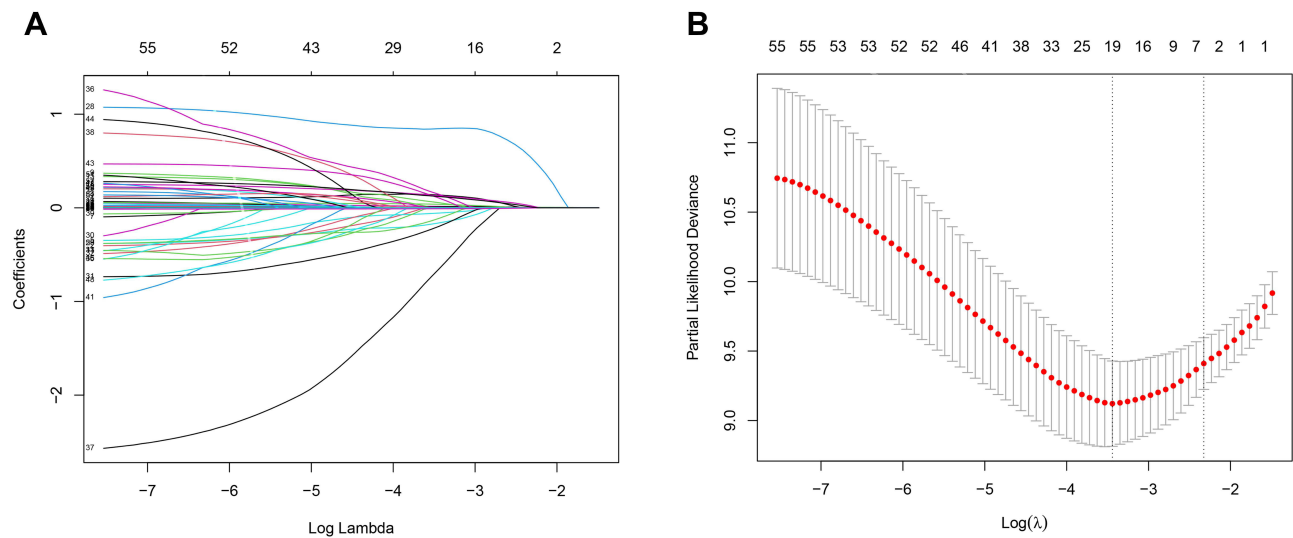 A
55 52 43 29 16 2
36
28
44
38
43
30
31
48
41
37
1
0
−1
−2
Coefficients
−7 −6 −5 −4 −3 −2
Log Lambda
B
55 55 53 53 52 52 46 41 38 33 25 19 16 9 7 2 1 1
11.0
10.5
10.0
9.5
9.0
Partial Likelihood Deviance
−7 −6 −5 −4 −3 −2
Log(λ)